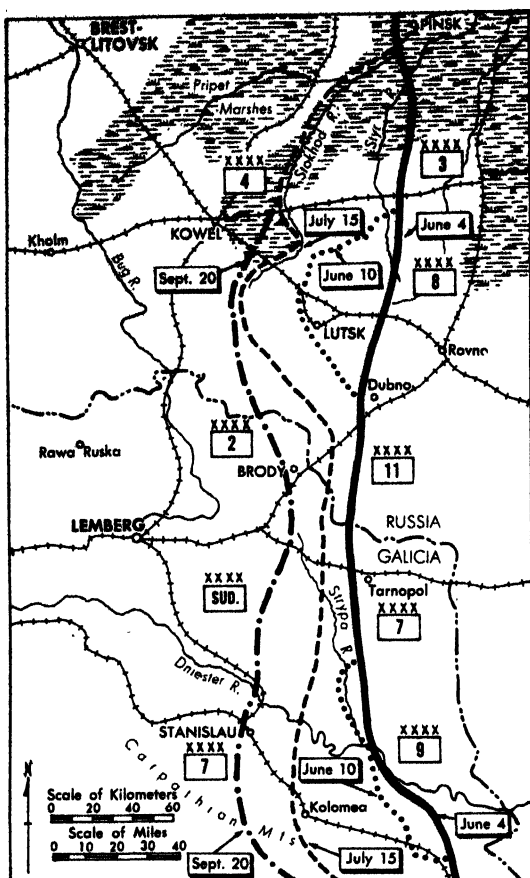 BREST-
LITOVSK
PINSK
Pripet
Marshes
Stokhod R.
Styr R.
XXXX
3
XXXX
4
KOWEL
July 15
June 4
Kholm
Bug R.
Sept. 20
June 10
XXXX
8
LUTSK
Rovno
Dubno
XXXX
2
Rawa Ruska
BRODY
XXXX
11
LEMBERG
RUSSIA
GALICIA
XXXX
SUD.
Strypa R.
Tarnopol
XXXX
7
Dniester R.
STANISLAU
XXXX
7
XXXX
9
Carpathian Mts
June 10
Scale of Kilometers
0 20 40 60
Kolomea
June 4
Scale of Miles
0 10 20 30 40
Sept. 20
July 15